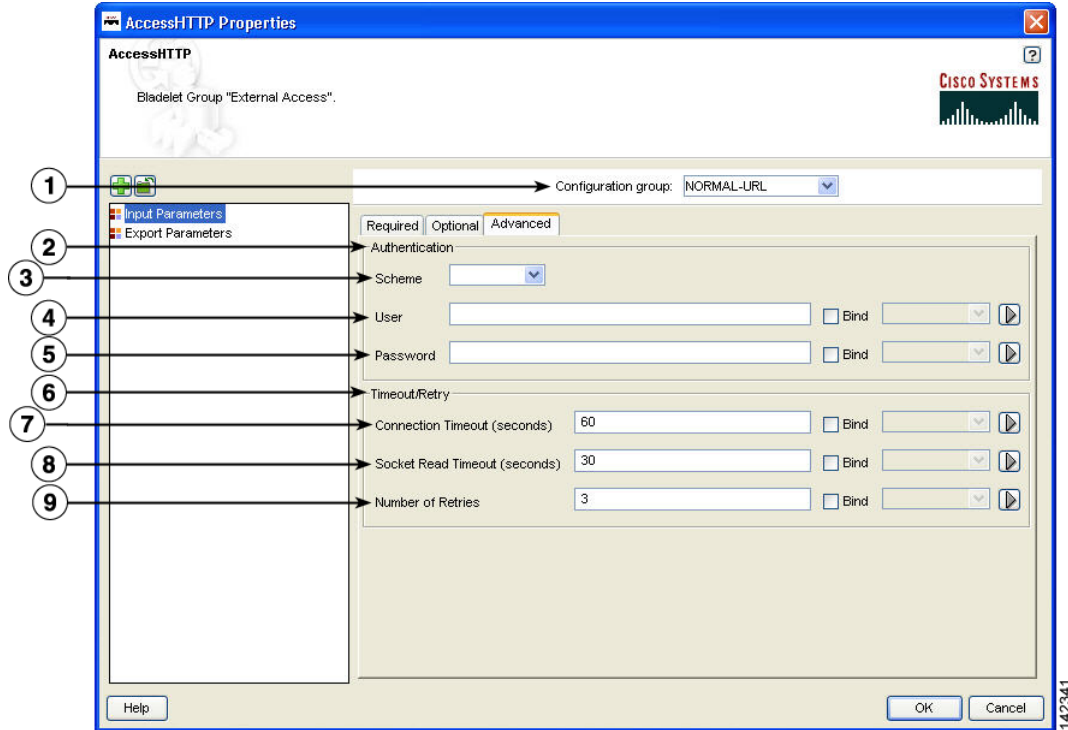 AccessHTTP Properties
AccessHTTP
?
Bladelet Group "External Access".
CISCO SYSTEMS
1
Configuration group: NORMAL-URL
Input Parameters
Export Parameters
Required Optional Advanced
2
Authentication
3
Scheme
4
User Bind
5
Password Bind
6
Timeout/Retry
7
Connection Timeout (seconds) 60 Bind
8
Socket Read Timeout (seconds) 30 Bind
9
Number of Retries 3 Bind
Help OK Cancel
142341